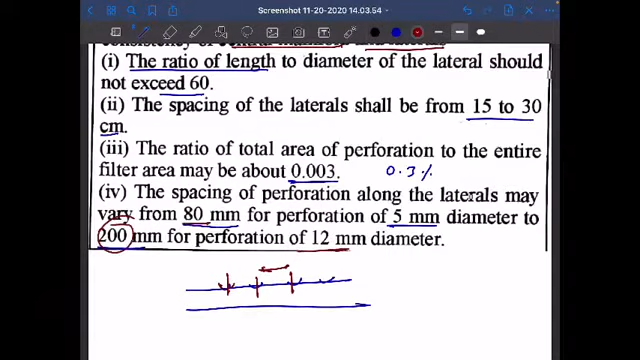 Screenshot 11-20-2020 14.03.54
(i) The ratio of length to diameter of the lateral should
not exceed 60.
(ii) The spacing of the laterals shall be from 15 to 30
cm.
(iii) The ratio of total area of perforation to the entire
filter area may be about 0.003. 0.3%
(iv) The spacing of perforation along the laterals may
vary from 80 mm for perforation of 5 mm diameter to
200 mm for perforation of 12 mm diameter.